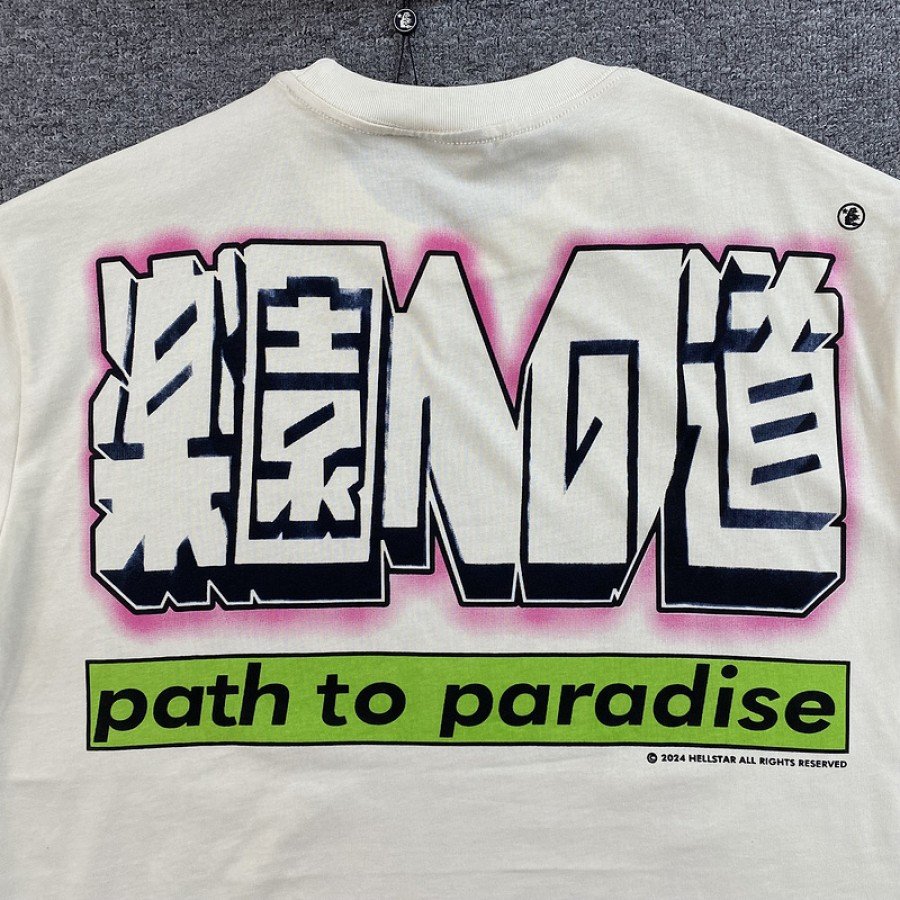 楽園への道
path to paradise
© 2024 HELLSTAR ALL RIGHTS RESERVED